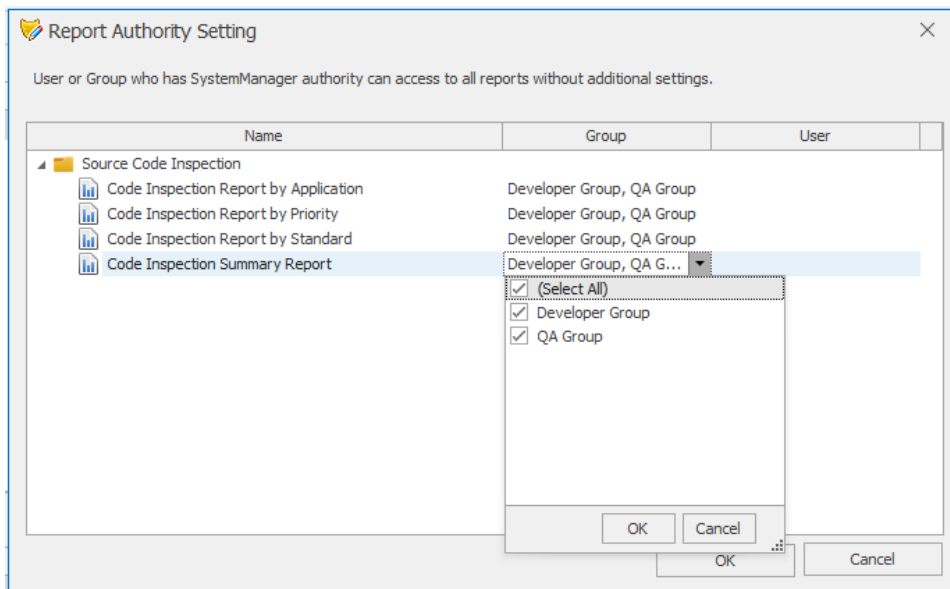 Report Authority Setting
User or Group who has SystemManager authority can access to all reports without additional settings.
Name Group User
Source Code Inspection
Code Inspection Report by Application Developer Group, QA Group
Code Inspection Report by Priority Developer Group, QA Group
Code Inspection Report by Standard Developer Group, QA Group
Code Inspection Summary Report Developer Group, QA G...
(Select All)
Developer Group
QA Group
OK Cancel
OK Cancel